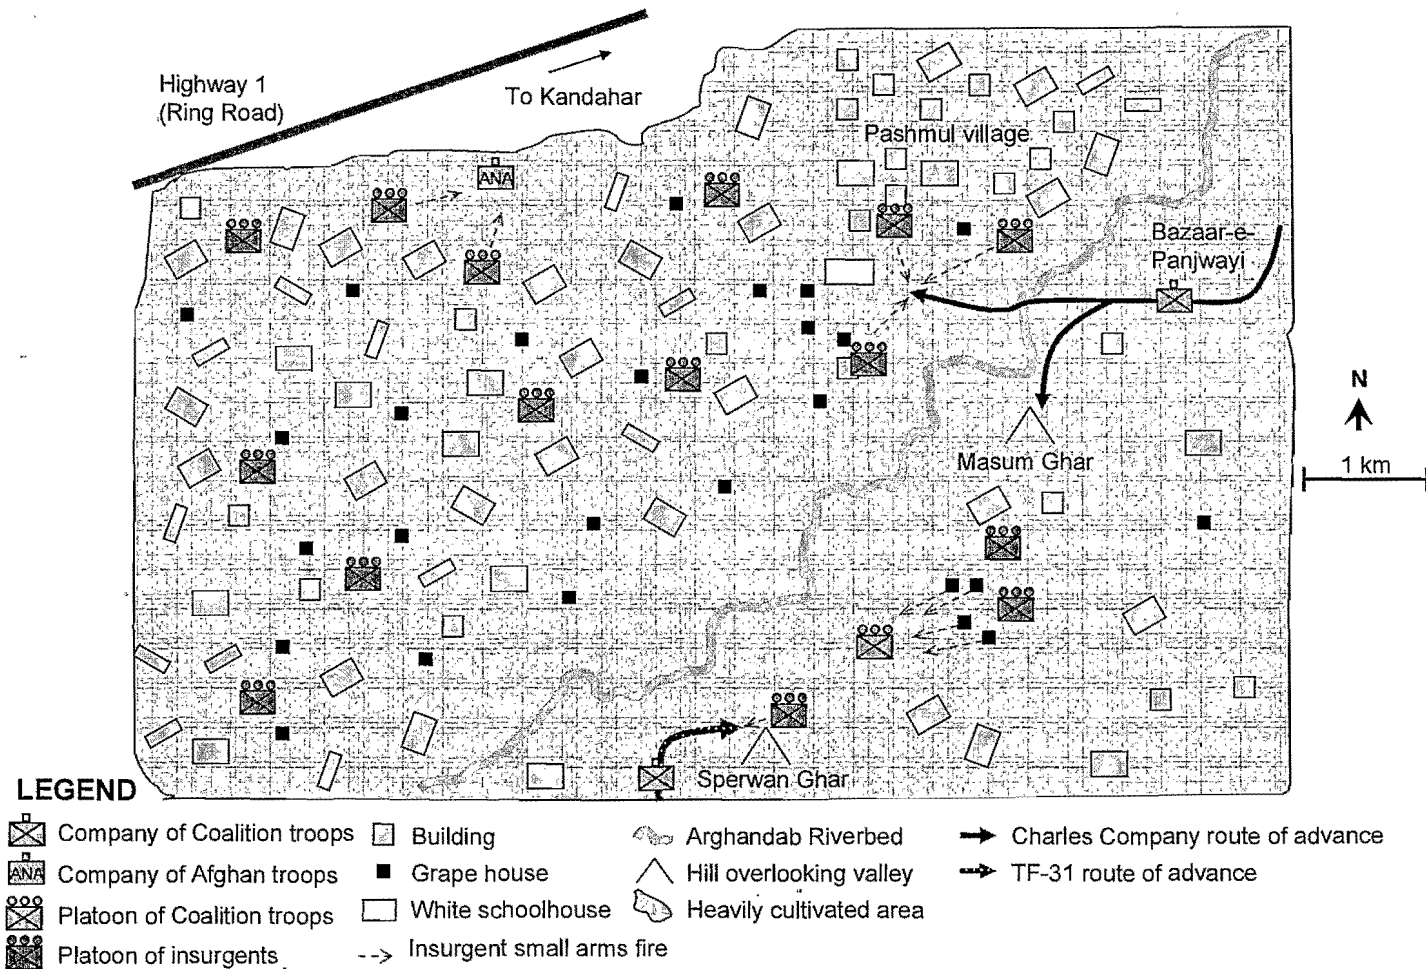 Highway 1
(Ring Road)
To Kandahar
Pashmul village
ANA
Bazaar-e-
Panjwayi
N
1 km
Masum Ghar
Sperwan Ghar
LEGEND
Company of Coalition troops
Building
Arghandab Riverbed
Charles Company route of advance
ANA
Company of Afghan troops
Grape house
Hill overlooking valley
TF-31 route of advance
Platoon of Coalition troops
White schoolhouse
Heavily cultivated area
Platoon of insurgents
Insurgent small arms fire